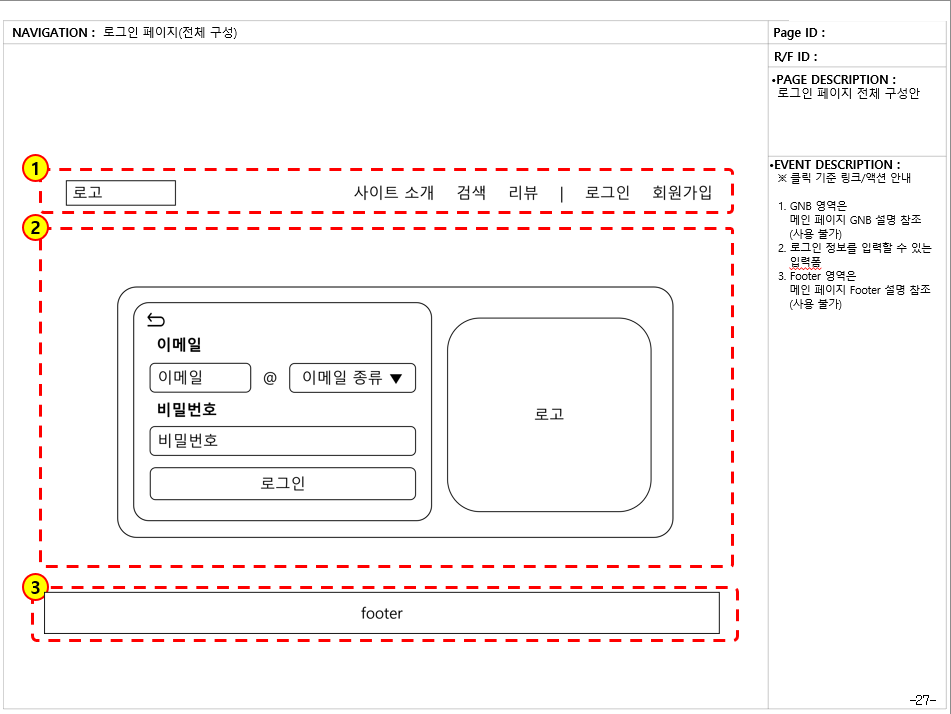 NAVIGATION : 로그인 페이지(전체 구성)
Page ID :
R/F ID :
•PAGE DESCRIPTION :
로그인 페이지 전체 구성안
1
로고
사이트 소개 검색 리뷰 | 로그인 회원가입
2
이메일
이메일 @ 이메일 종류 ▼
비밀번호
비밀번호
로그인
로고
3
footer
•EVENT DESCRIPTION :
※ 클릭 기준 링크/액션 안내
1. GNB 영역은
메인 페이지 GNB 설명 참조
(사용 불가)
2. 로그인 정보를 입력할 수 있는
입력폼
3. Footer 영역은
메인 페이지 Footer 설명 참조
(사용 불가)
-27-